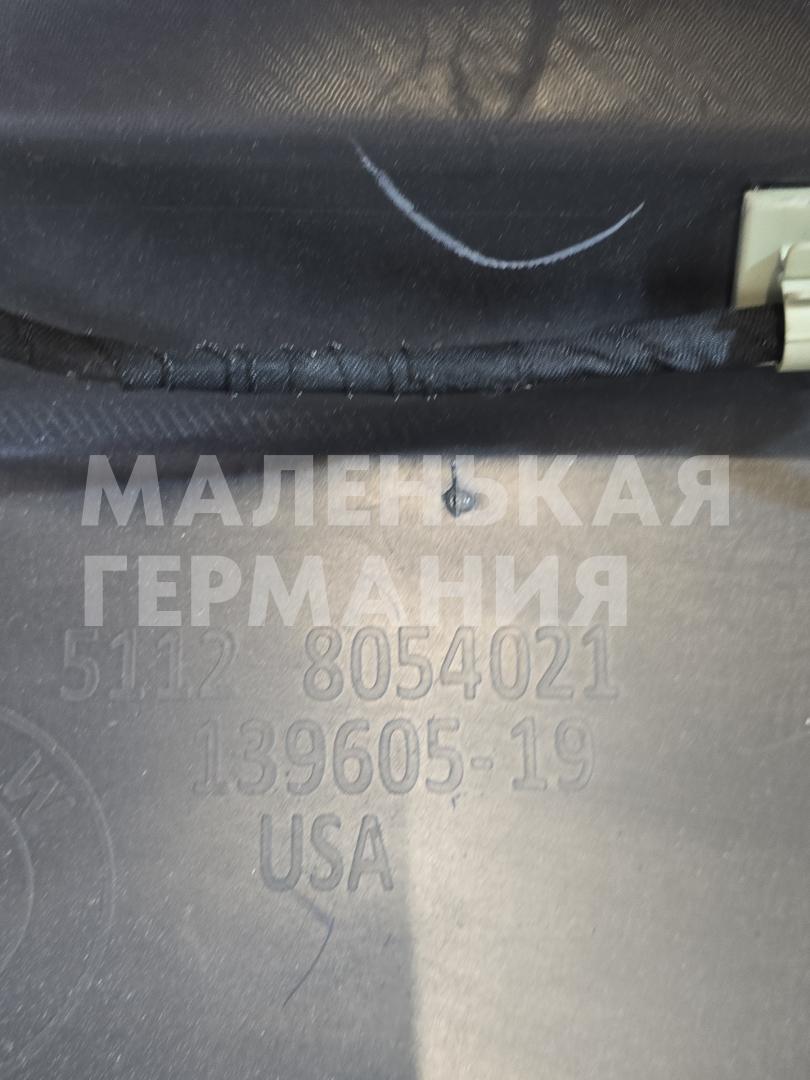 МАЛЕНЬКАЯ
ГЕРМАНИЯ
5112 8054021
139605-19
USA
M